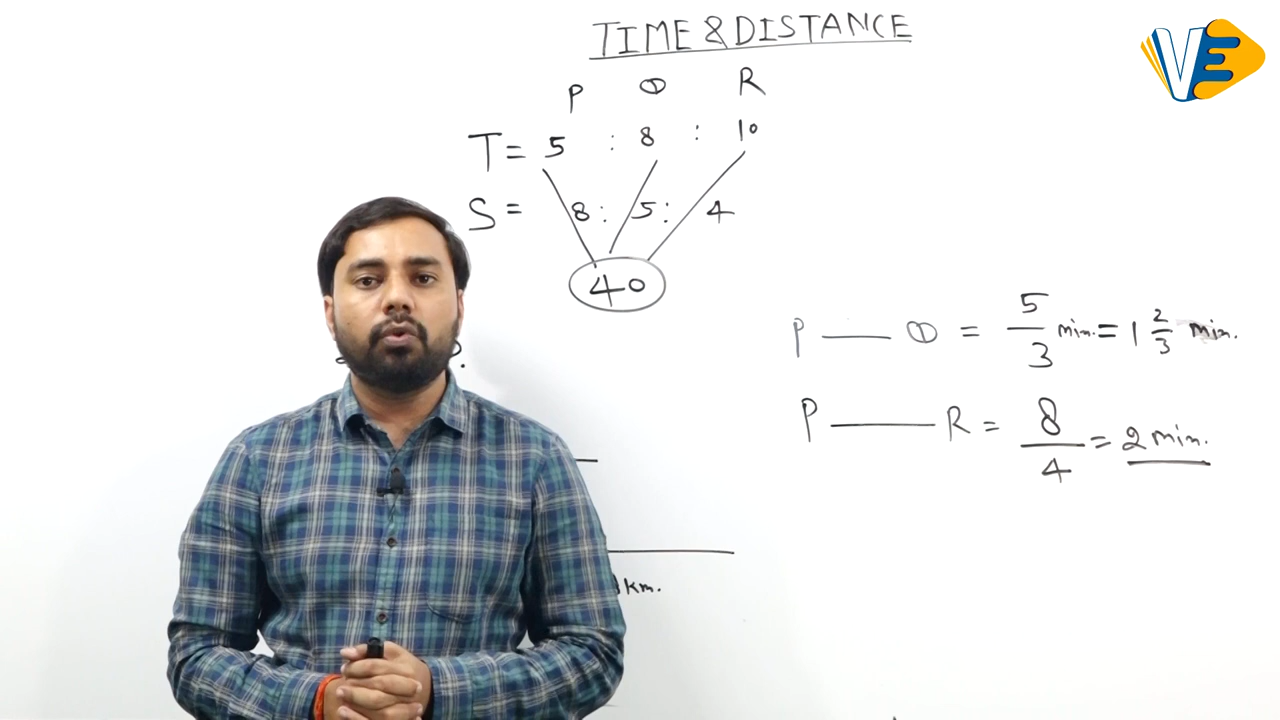 TIME & DISTANCE
VE
P Q R
T = 5 : 8 : 10
S = 8 : 5 : 4
40
P — Q = 5/3 min. = 1 2/3 min.
P — R = 8/4 = 2 min.
km.